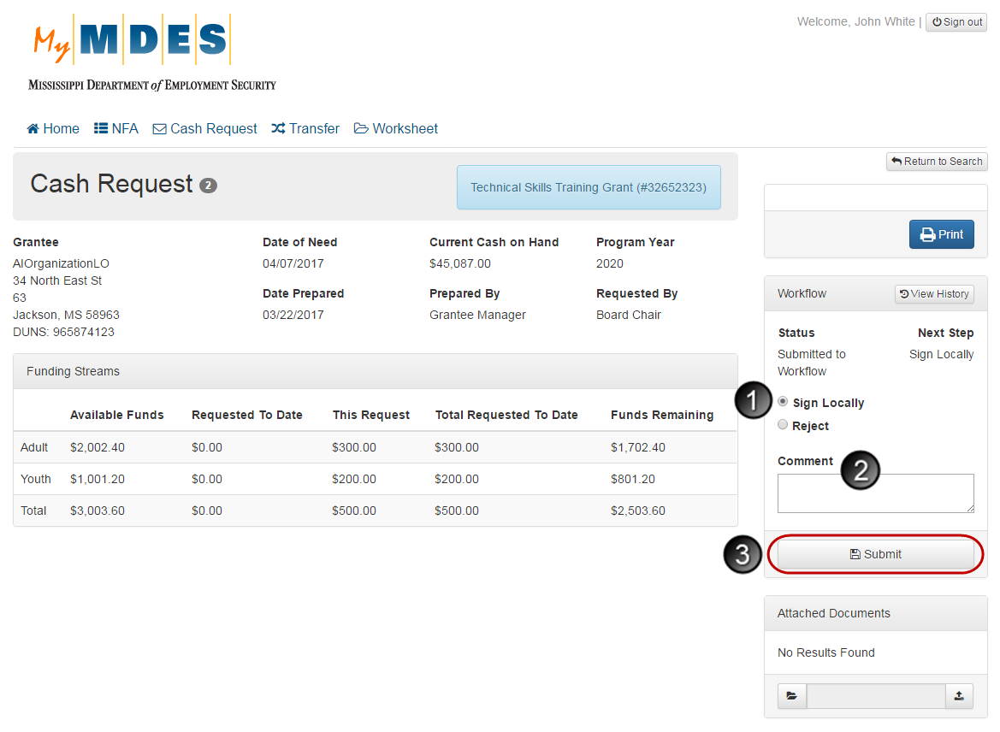 Welcome, John White | Sign out
My MDES
Mississippi Department of Employment Security
Home NFA Cash Request Transfer Worksheet
Return to Search
Cash Request 2
Technical Skills Training Grant (#32652323)
Print
Grantee
AIOrganizationLO
34 North East St
63
Jackson, MS 58963
DUNS: 965874123
Date of Need
04/07/2017
Date Prepared
03/22/2017
Current Cash on Hand
$45,087.00
Prepared By
Grantee Manager
Program Year
2020
Requested By
Board Chair
Funding Streams
Available Funds Requested To Date This Request Total Requested To Date Funds Remaining
Adult $2,002.40 $0.00 $300.00 $300.00 $1,702.40
Youth $1,001.20 $0.00 $200.00 $200.00 $801.20
Total $3,003.60 $0.00 $500.00 $500.00 $2,503.60
Workflow View History
Status
Submitted to
Workflow
Next Step
Sign Locally
1 Sign Locally
Reject
Comment 2
3 Submit
Attached Documents
No Results Found